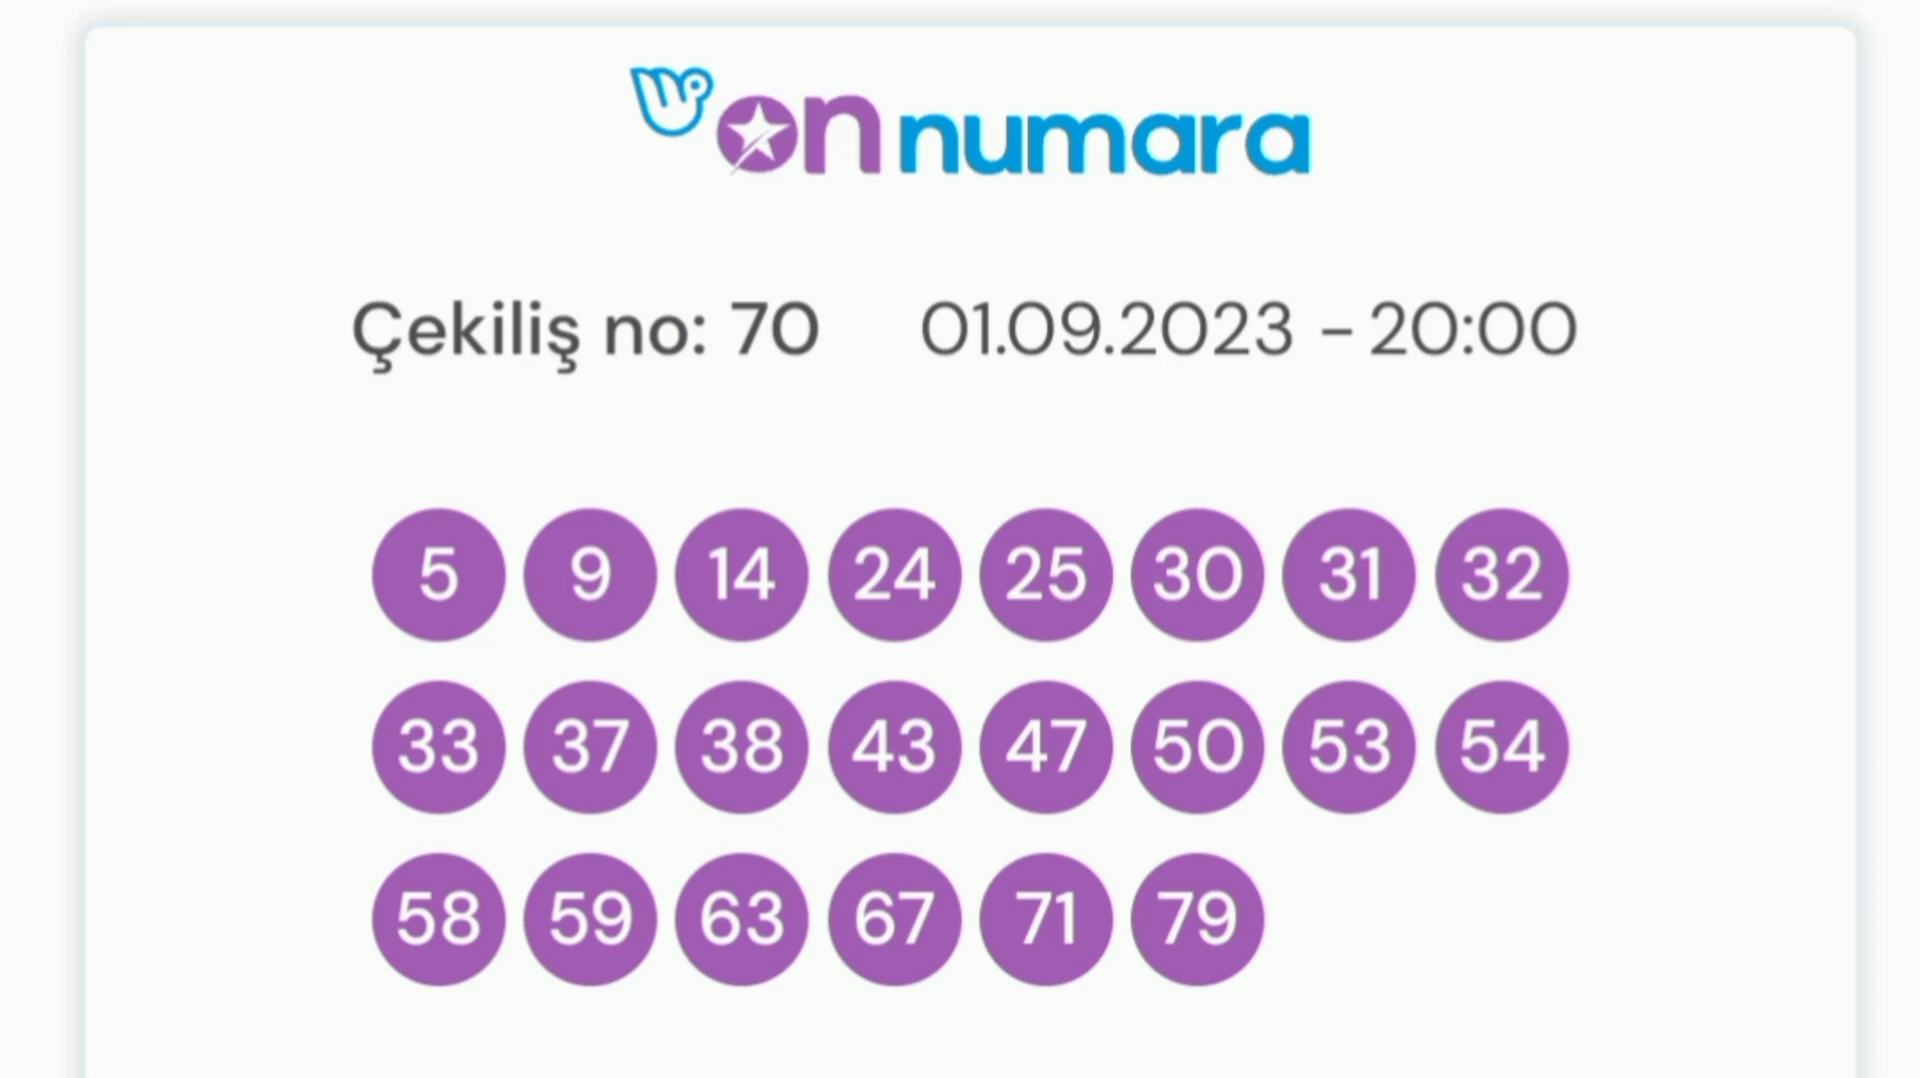 on numara
Çekiliş no: 70 01.09.2023 - 20:00
5 9 14 24 25 30 31 32
33 37 38 43 47 50 53 54
58 59 63 67 71 79